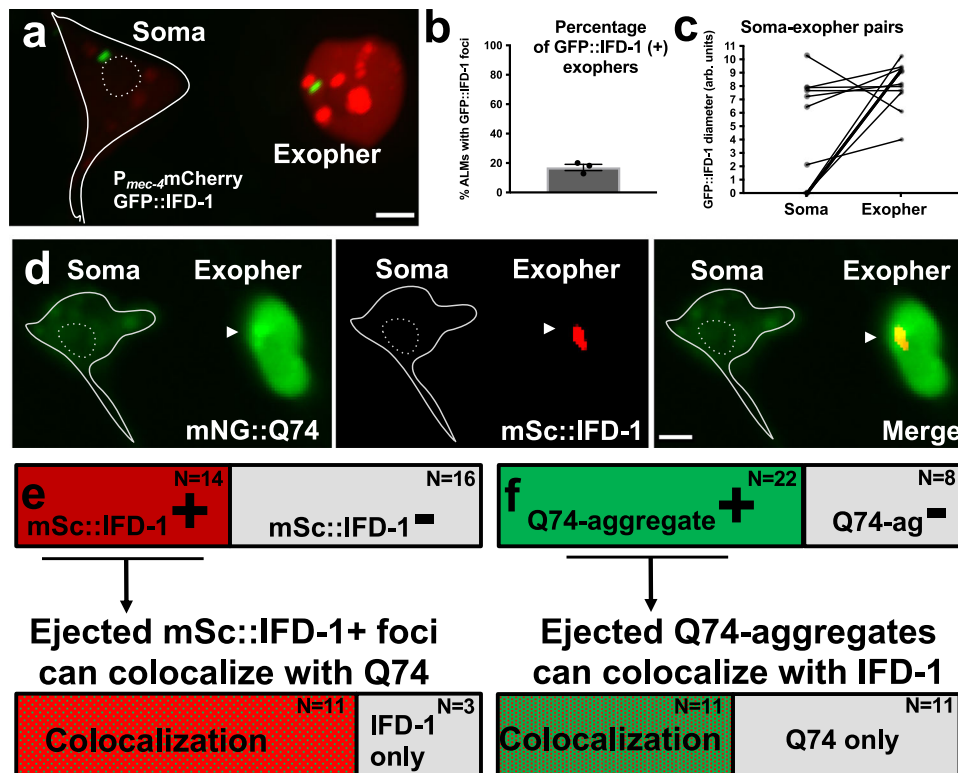 a
Soma
Exopher
P mec-4 mCherry
GFP::IFD-1
b
Percentage
of GFP::IFD-1 (+)
exophers
% ALMs with GFP::IFD-1 foci
100
80
60
40
20
0
c
Soma-exopher pairs
GFP::IFD-1 diameter (arb. units)
11
10
9
8
7
6
5
4
3
2
1
0
Soma
Exopher
d
Soma
Exopher
mNG::Q74
Soma
Exopher
mSc::IFD-1
Soma
Exopher
Merge
e
N=14
mSc::IFD-1 +
N=16
mSc::IFD-1 -
Ejected mSc::IFD-1+ foci
can colocalize with Q74
N=11
Colocalization
N=3
IFD-1
only
f
N=22
Q74-aggregate +
N=8
Q74-ag -
Ejected Q74-aggregates
can colocalize with IFD-1
N=11
Colocalization
N=11
Q74 only